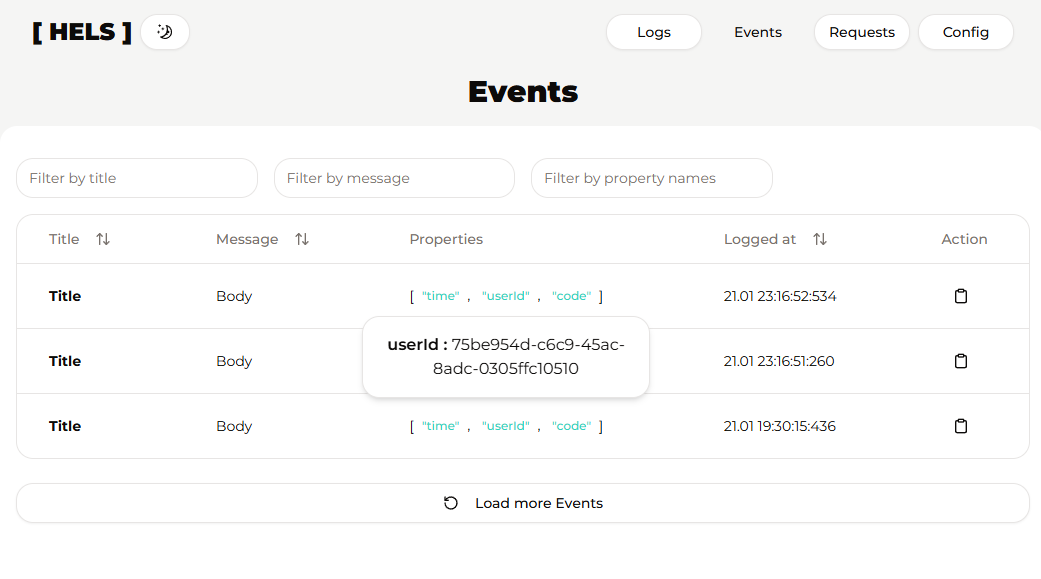 [ HELS ]
Logs
Events
Requests
Config
Events
Filter by title
Filter by message
Filter by property names
Title
Message
Properties
Logged at
Action
Title Body [ "time" , "userId" , "code" ] 21.01 23:16:52:534
Title Body 21.01 23:16:51:260
userId : 75be954d-c6c9-45ac-
8adc-0305ffc10510
Title Body [ "time" , "userId" , "code" ] 21.01 19:30:15:436
Load more Events